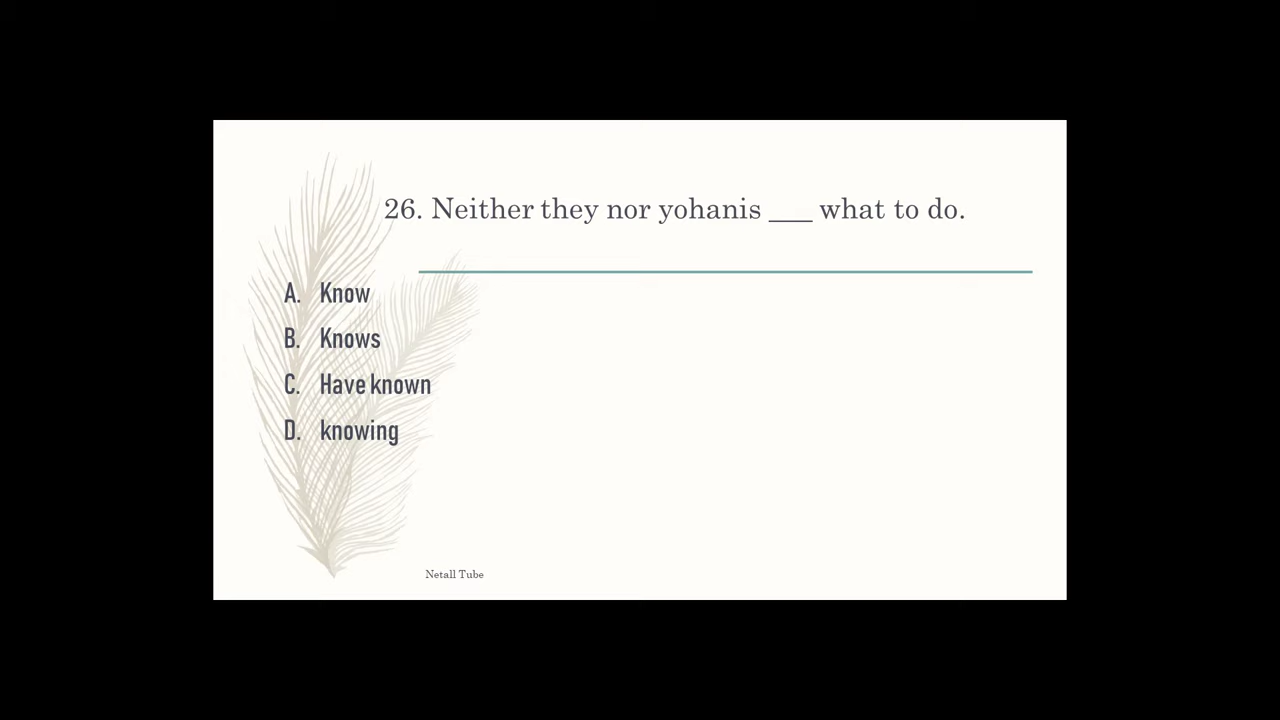 26. Neither they nor yohanis ___ what to do.
A. Know
B. Knows
C. Have known
D. knowing
Netall Tube